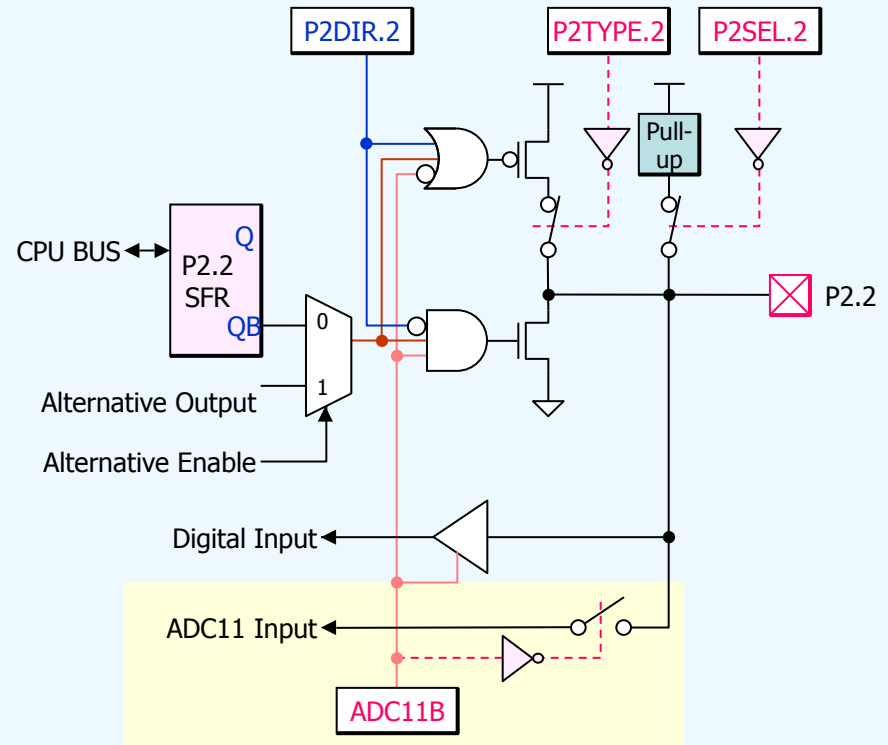 P2DIR.2
P2TYPE.2
P2SEL.2
Pull-
up
CPU BUS
Q
P2.2
SFR
QB
0
1
P2.2
Alternative Output
Alternative Enable
Digital Input
ADC11 Input
ADC11B